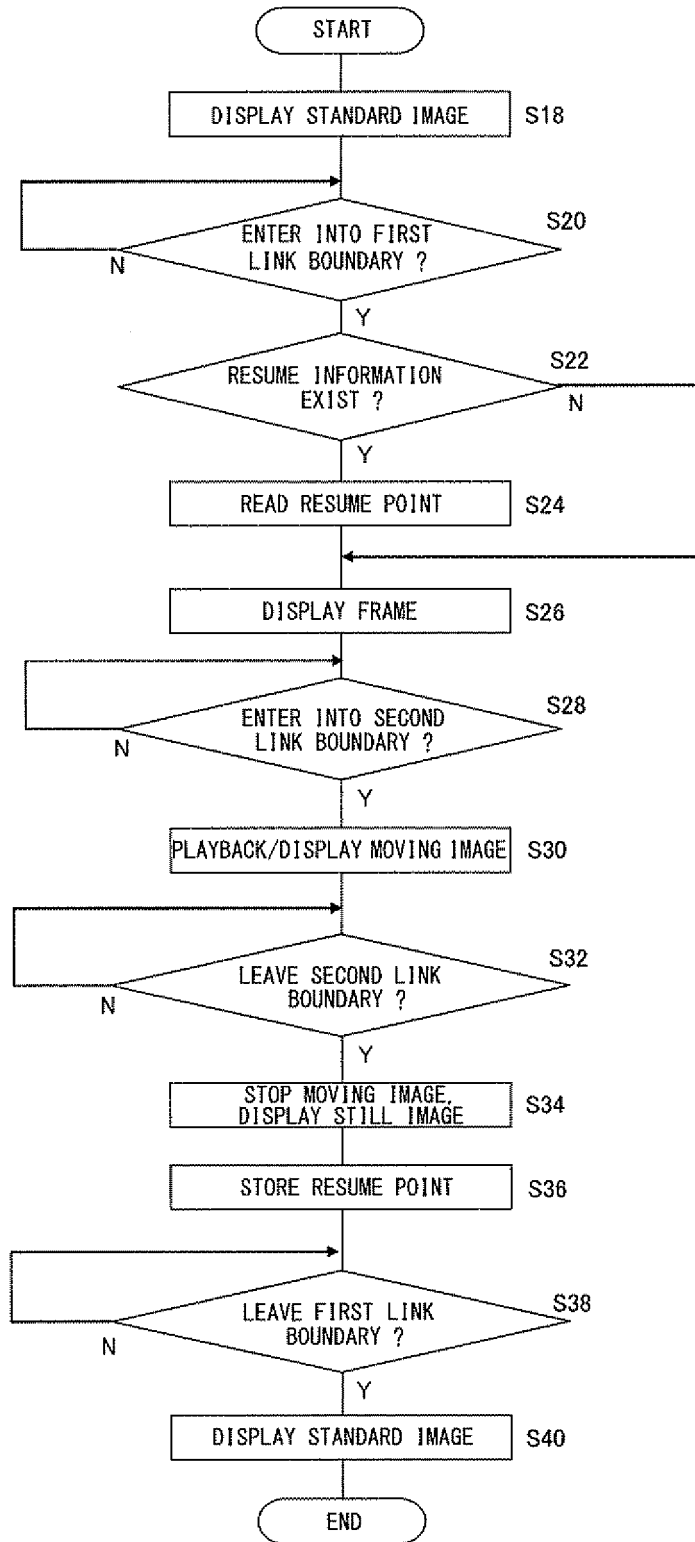 START
DISPLAY STANDARD IMAGE
S18
ENTER INTO FIRST
LINK BOUNDARY ?
S20
N
Y
RESUME INFORMATION
EXIST ?
S22
N
Y
READ RESUME POINT
S24
DISPLAY FRAME
S26
ENTER INTO SECOND
LINK BOUNDARY ?
S28
N
Y
PLAYBACK/DISPLAY MOVING IMAGE
S30
LEAVE SECOND LINK
BOUNDARY ?
S32
N
Y
STOP MOVING IMAGE,
DISPLAY STILL IMAGE
S34
STORE RESUME POINT
S36
LEAVE FIRST LINK
BOUNDARY ?
S38
N
Y
DISPLAY STANDARD IMAGE
S40
END